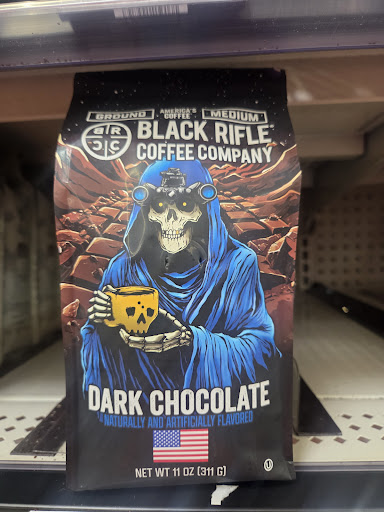 GROUND
AMERICA'S
COFFEE
MEDIUM
BRCC
BLACK RIFLE
COFFEE COMPANY
DARK CHOCOLATE
NATURALLY AND ARTIFICIALLY FLAVORED
NET WT 11 OZ (311 G)
U